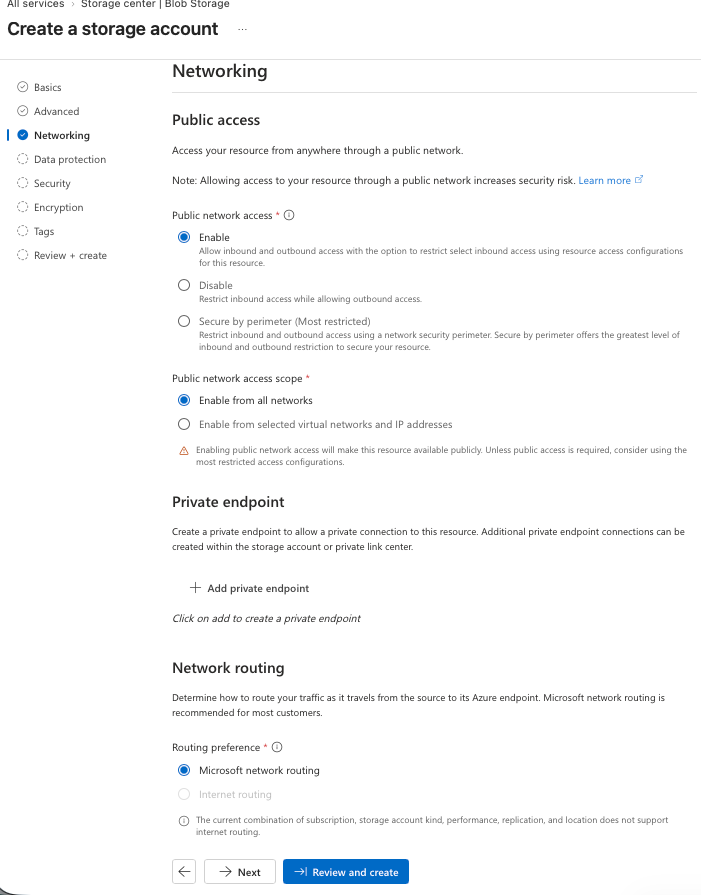 All services > Storage center | Blob Storage
Create a storage account ...
Basics
Advanced
Networking
Data protection
Security
Encryption
Tags
Review + create
Networking
Public access
Access your resource from anywhere through a public network.
Note: Allowing access to your resource through a public network increases security risk. Learn more
Public network access *
Enable
Allow inbound and outbound access with the option to restrict select inbound access using resource access configurations
for this resource.
Disable
Restrict inbound access while allowing outbound access.
Secure by perimeter (Most restricted)
Restrict inbound and outbound access using a network security perimeter. Secure by perimeter offers the greatest level of
inbound and outbound restriction to secure your resource.
Public network access scope *
Enable from all networks
Enable from selected virtual networks and IP addresses
Enabling public network access will make this resource available publicly. Unless public access is required, consider using the
most restricted access configurations.
Private endpoint
Create a private endpoint to allow a private connection to this resource. Additional private endpoint connections can be
created within the storage account or private link center.
+ Add private endpoint
Click on add to create a private endpoint
Network routing
Determine how to route your traffic as it travels from the source to its Azure endpoint. Microsoft network routing is
recommended for most customers.
Routing preference *
Microsoft network routing
Internet routing
The current combination of subscription, storage account kind, performance, replication, and location does not support
internet routing.
Next
Review and create